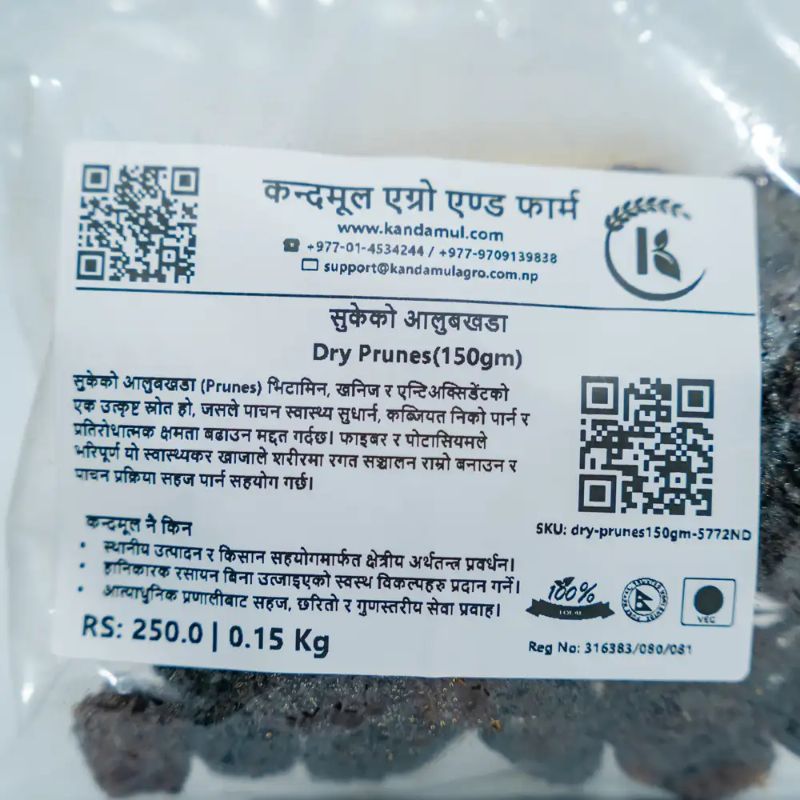 कन्दमूल एग्रो एण्ड फार्म
www.kandamul.com
+977-01-4534244 / +977-9709139838
support@kandamulagro.com.np
सुकेको आलुबखडा
Dry Prunes(150gm)
सुकेको आलुबखडा (Prunes) भिटामिन, खनिज र एन्टिअक्सिडेंटको
एक उत्कृष्ट स्रोत हो, जसले पाचन स्वास्थ्य सुधार्न, कब्जियत निको पार्न र
प्रतिरोधात्मक क्षमता बढाउन मद्दत गर्दछ। फाइबर र पोटासियमले
भरिपूर्ण यो स्वास्थ्यकर खाजाले शरीरमा रगत सञ्चालन राम्रो बनाउन र
पाचन प्रक्रिया सहज पार्न सहयोग गर्छ।
SKU: dry-prunes150gm-5772ND
कन्दमूल नै किन
• स्थानीय उत्पादन र किसान सहयोगमार्फत क्षेत्रीय अर्थतन्त्र प्रवर्धन।
• हानिकारक रसायन बिना उत्जाइएको स्वस्थ विकल्पहरु प्रदान गर्ने।
• आत्याधुनिक प्रणालीबाट सहज, छरितो र गुणस्तरीय सेवा प्रवाह।
100%
VEG
RS: 250.0 | 0.15 Kg
Reg No: 316383/080/081